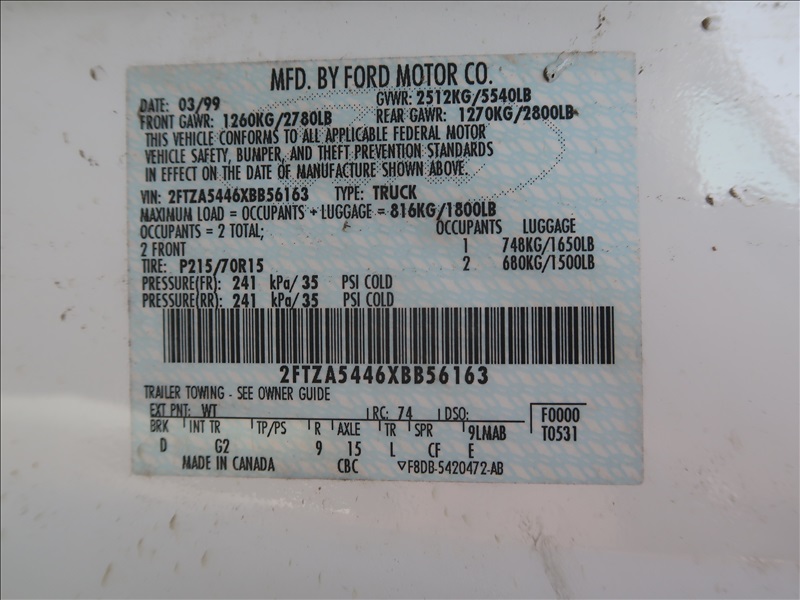 MFD. BY FORD MOTOR CO.
DATE: 03/99 GVWR: 2512KG/5540LB
FRONT GAWR: 1260KG/2780LB REAR GAWR: 1270KG/2800LB
THIS VEHICLE CONFORMS TO ALL APPLICABLE FEDERAL MOTOR
VEHICLE SAFETY, BUMPER, AND THEFT PREVENTION STANDARDS
IN EFFECT ON THE DATE OF MANUFACTURE SHOWN ABOVE.
VIN: 2FTZA5446XBB56163 TYPE: TRUCK
MAXIMUM LOAD = OCCUPANTS + LUGGAGE = 816KG/1800LB
OCCUPANTS = 2 TOTAL; OCCUPANTS LUGGAGE
2 FRONT 1 748KG/1650LB
TIRE: P215/70R15 2 680KG/1500LB
PRESSURE(FR): 241 kPa/ 35 PSI COLD
PRESSURE(RR): 241 kPa/ 35 PSI COLD
2FTZA5446XBB56163
TRAILER TOWING - SEE OWNER GUIDE
EXT PNT: WT RC: 74 DSO: F0000
BRK INT TR TP/PS R AXLE TR SPR 9LMAB T0531
D G2 9 15 L CF E
MADE IN CANADA CBC ▽F8DB-5420472-AB